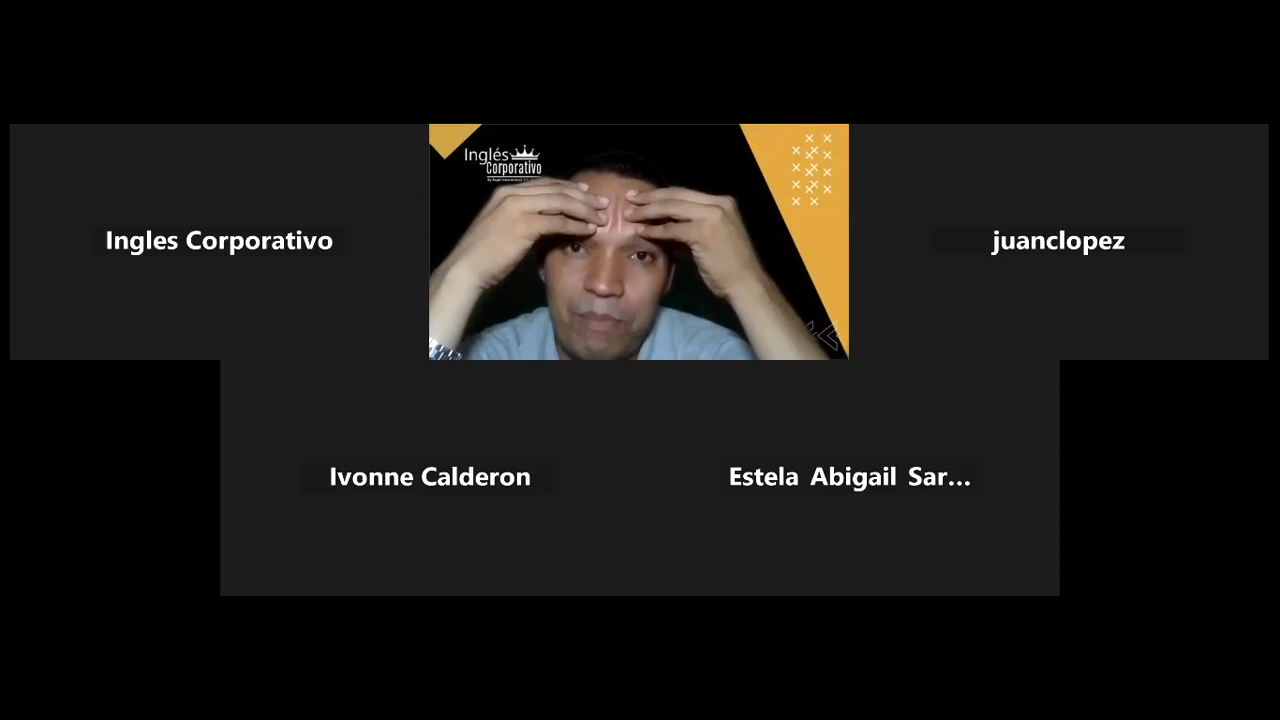 Ingles Corporativo
Inglés
Corporativo
juanclopez
Ivonne Calderon
Estela Abigail Sar...